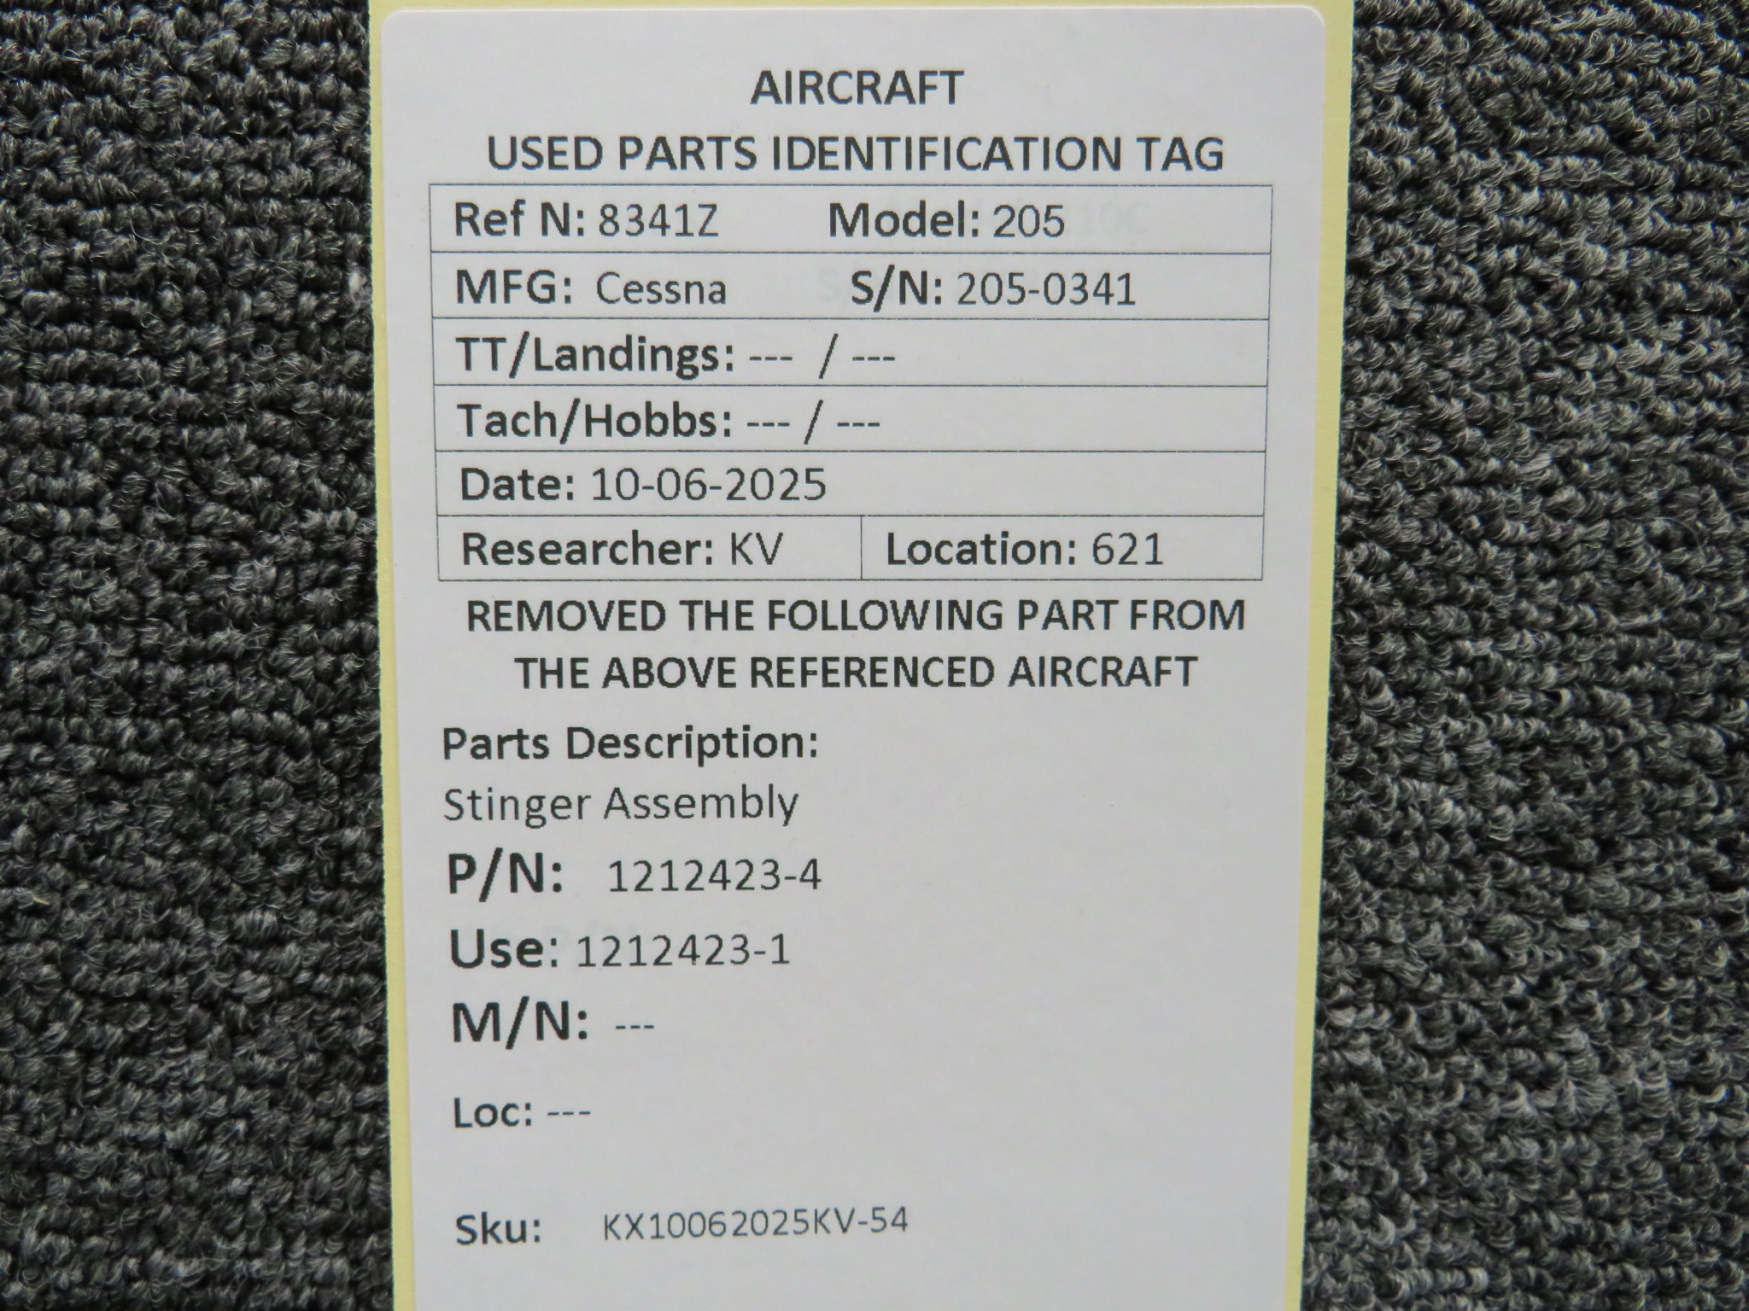 AIRCRAFT
USED PARTS IDENTIFICATION TAG
Ref N: 8341Z Model: 205
MFG: Cessna S/N: 205-0341
TT/Landings: --- / ---
Tach/Hobbs: --- / ---
Date: 10-06-2025
Researcher: KV Location: 621
REMOVED THE FOLLOWING PART FROM
THE ABOVE REFERENCED AIRCRAFT
Parts Description:
Stinger Assembly
P/N: 1212423-4
Use: 1212423-1
M/N: ---
Loc: ---
Sku: KX10062025KV-54